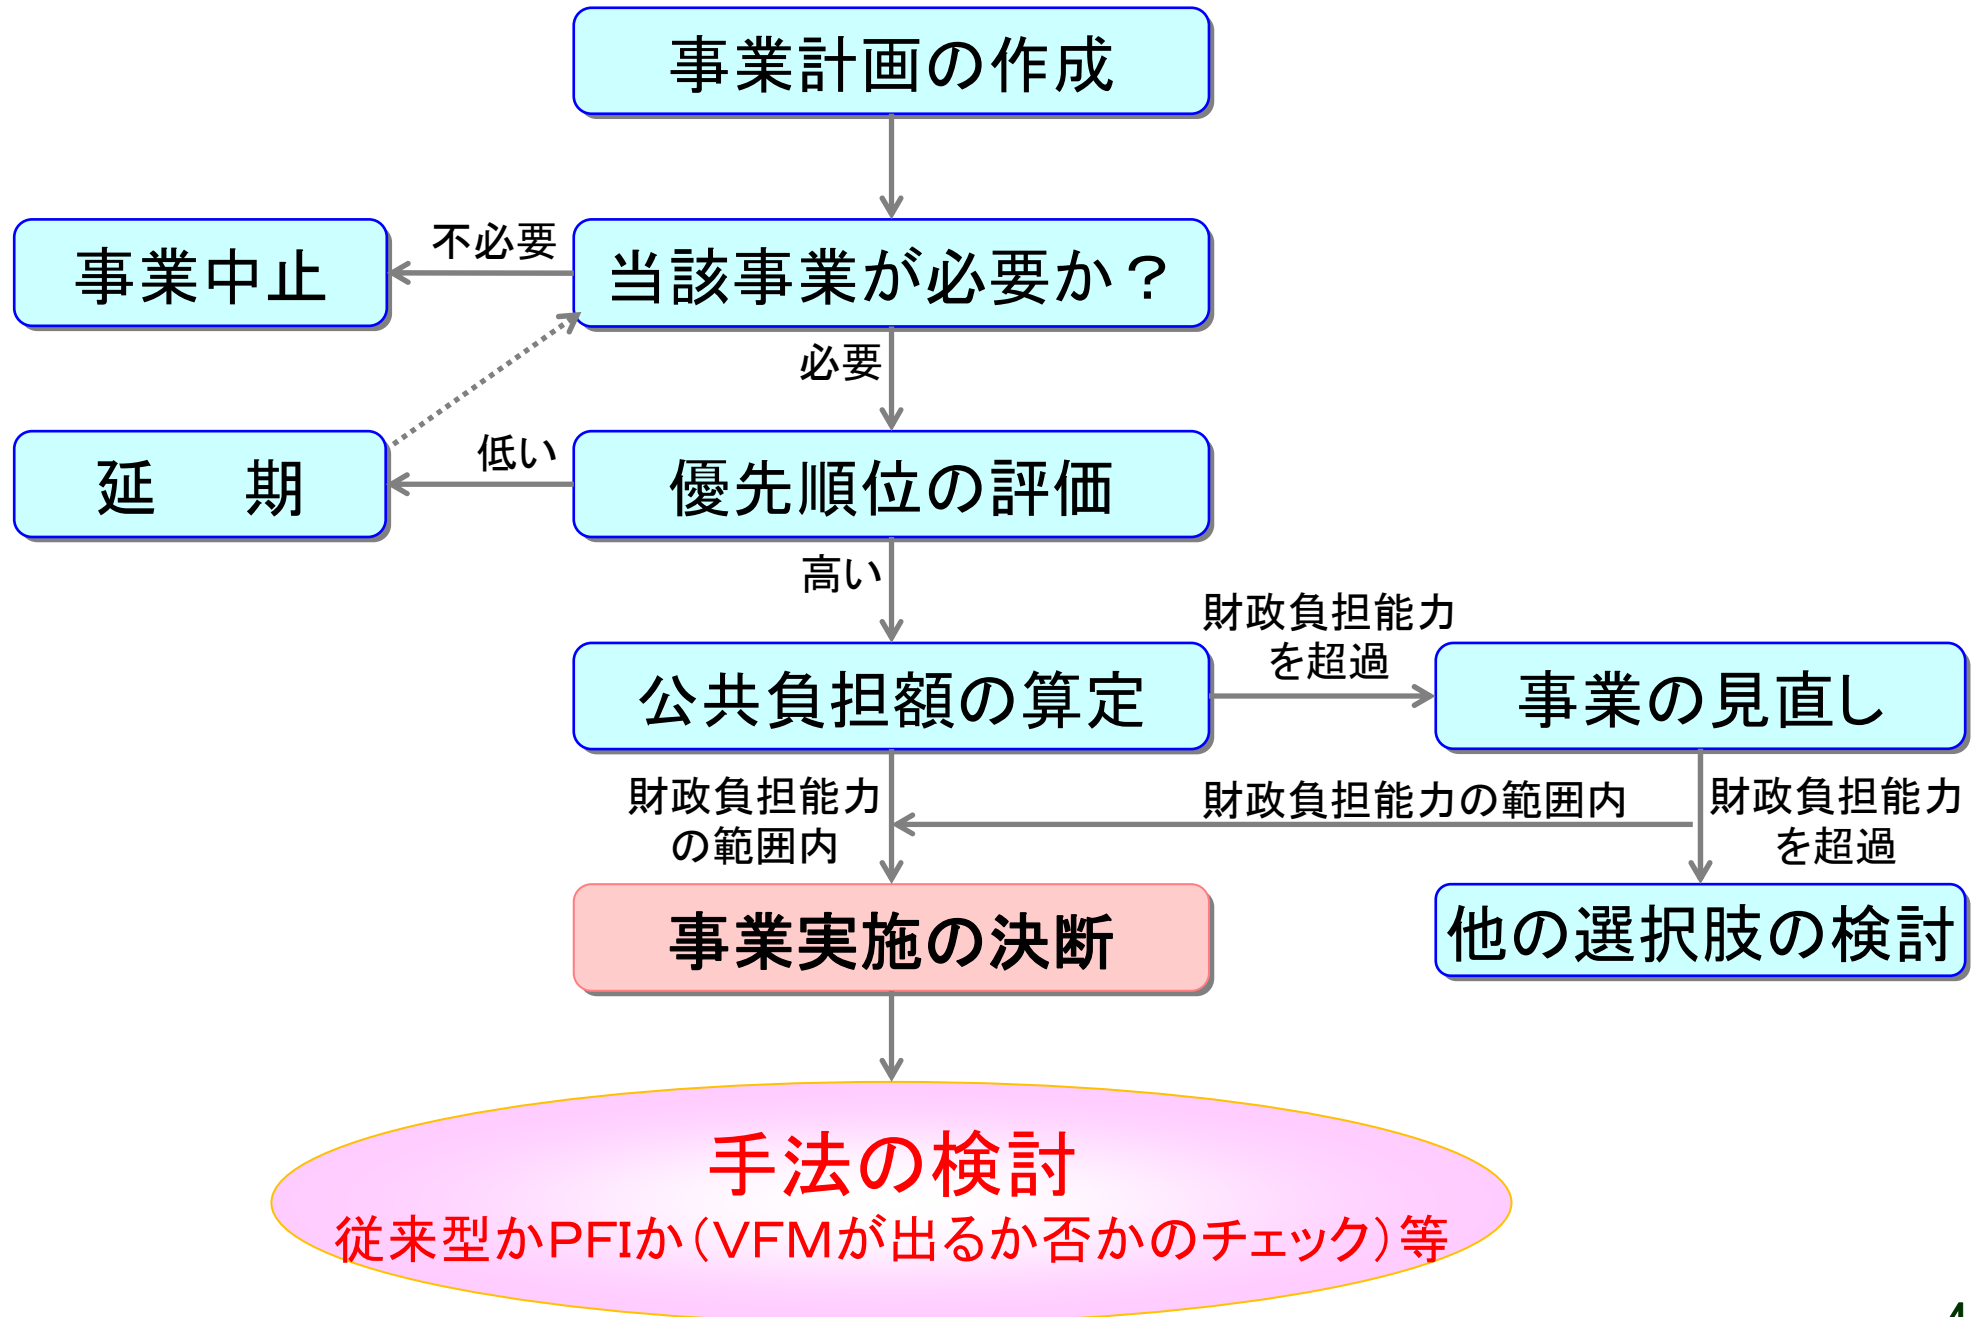 事業計画の作成
不必要
事業中止
当該事業が必要か？
必要
低い
延　期
優先順位の評価
高い
財政負担能力
を超過
公共負担額の算定
事業の見直し
財政負担能力
の範囲内
財政負担能力の範囲内
財政負担能力
を超過
事業実施の決断
他の選択肢の検討
手法の検討
従来型かPFIか（VFMが出るか否かのチェック）等
4